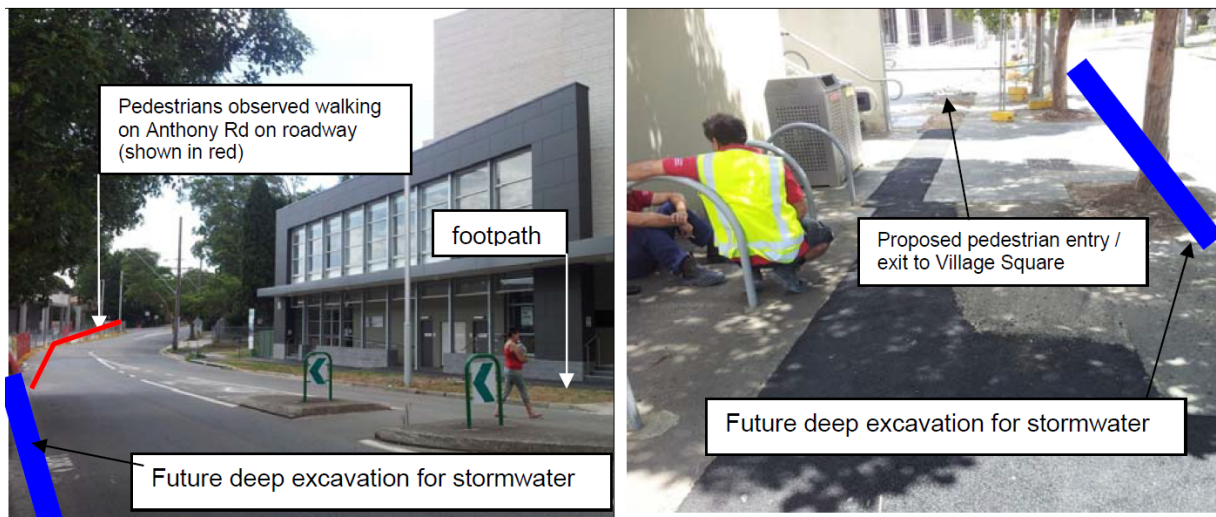 Pedestrians observed walking
on Anthony Rd on roadway
(shown in red)
footpath
Future deep excavation for stormwater
Proposed pedestrian entry /
exit to Village Square
Future deep excavation for stormwater